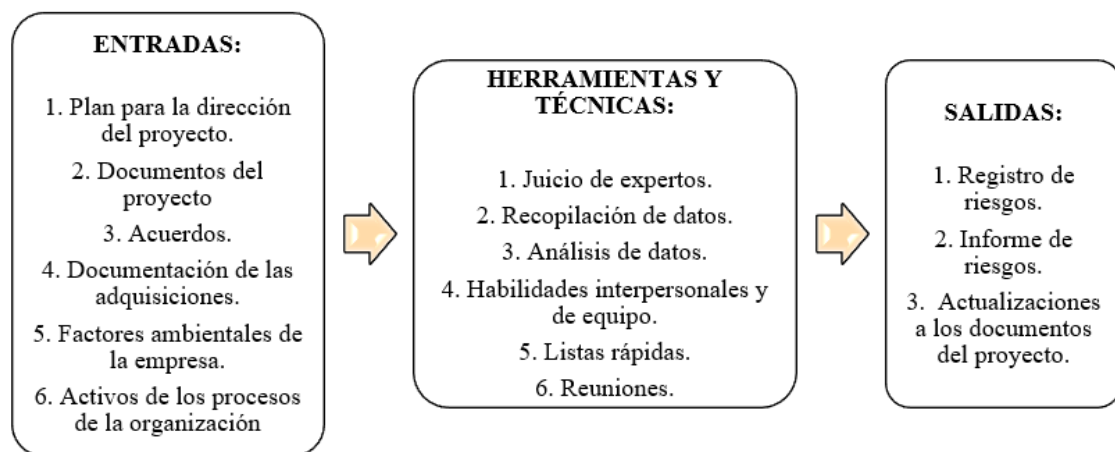 ENTRADAS:
1. Plan para la dirección
del proyecto.
2. Documentos del
proyecto
3. Acuerdos.
4. Documentación de las
adquisiciones.
5. Factores ambientales de
la empresa.
6. Activos de los procesos
de la organización
HERRAMIENTAS Y
TÉCNICAS:
1. Juicio de expertos.
2. Recopilación de datos.
3. Análisis de datos.
4. Habilidades interpersonales y
de equipo.
5. Listas rápidas.
6. Reuniones.
SALIDAS:
1. Registro de
riesgos.
2. Informe de
riesgos.
3. Actualizaciones
a los documentos
del proyecto.